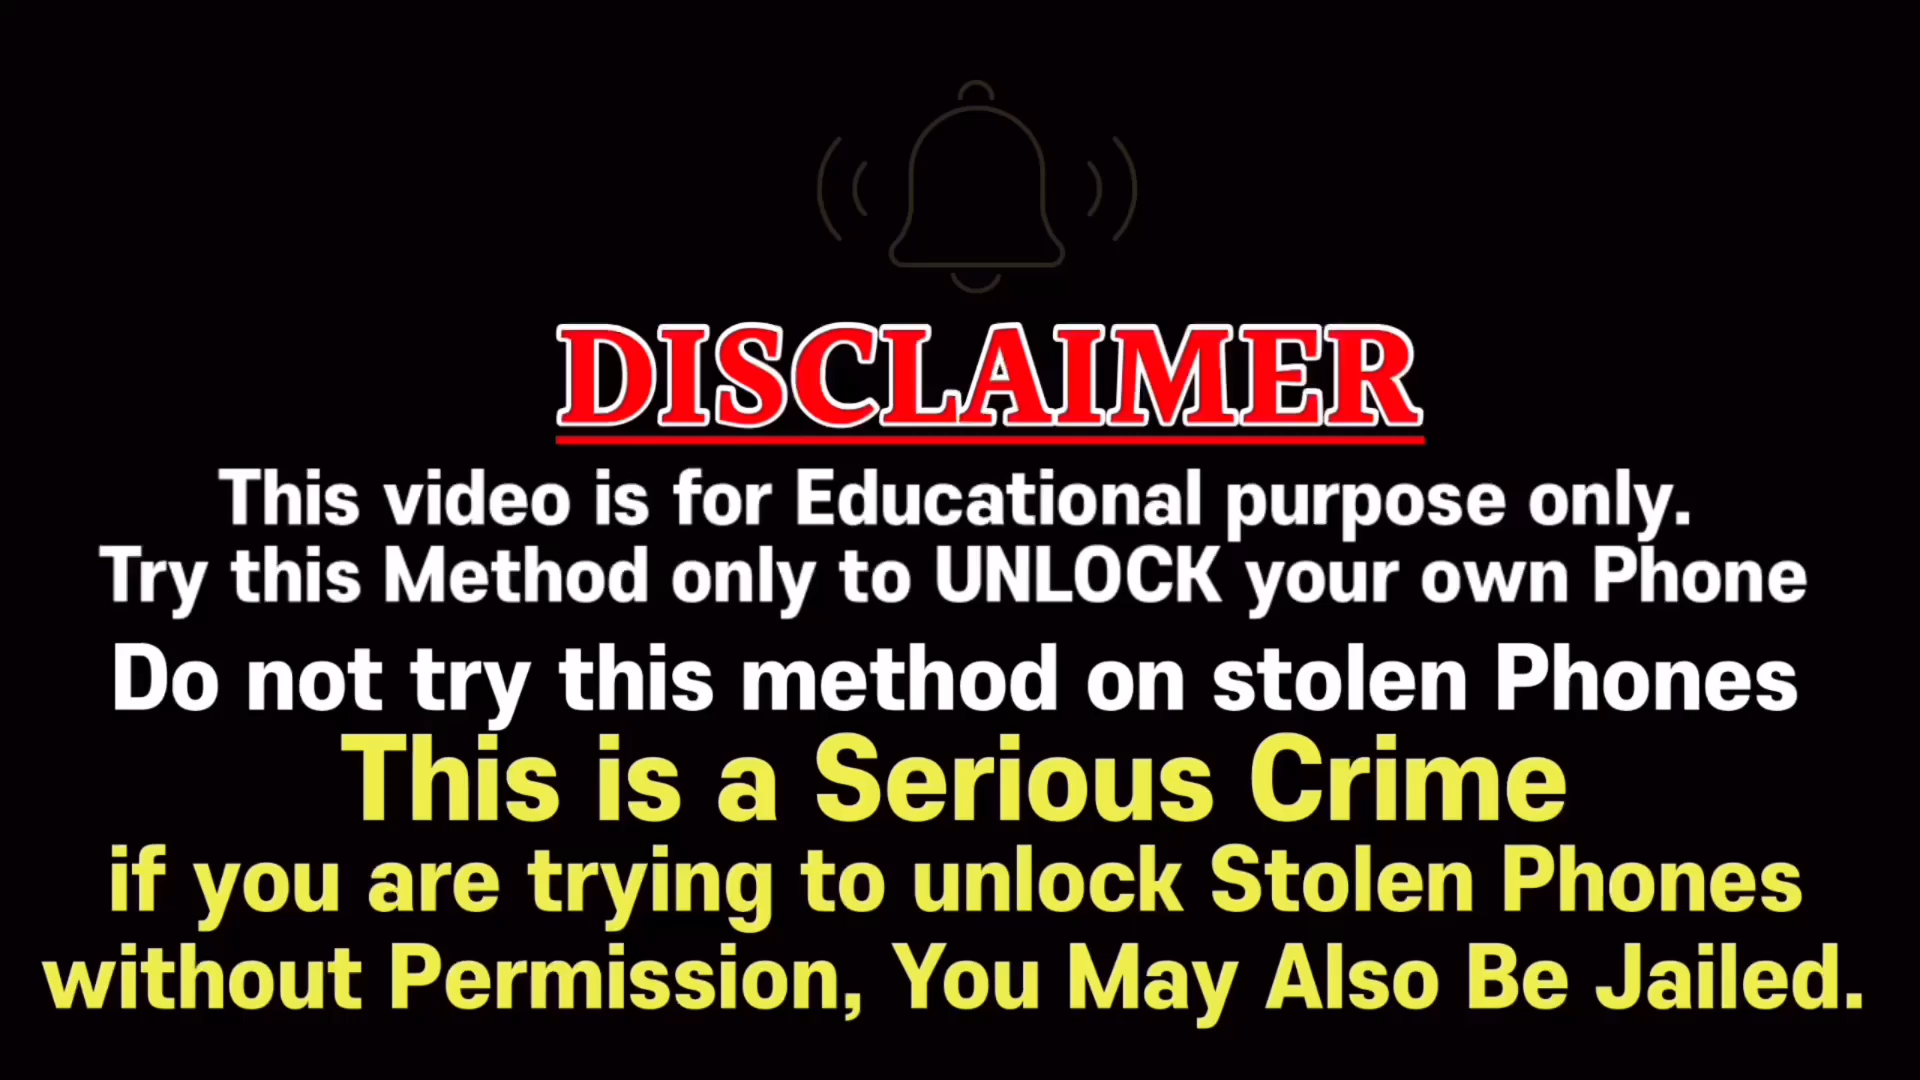 DISCLAIMER
This video is for Educational purpose only.
Try this Method only to UNLOCK your own Phone
Do not try this method on stolen Phones
This is a Serious Crime
if you are trying to unlock Stolen Phones
without Permission, You May Also Be Jailed.